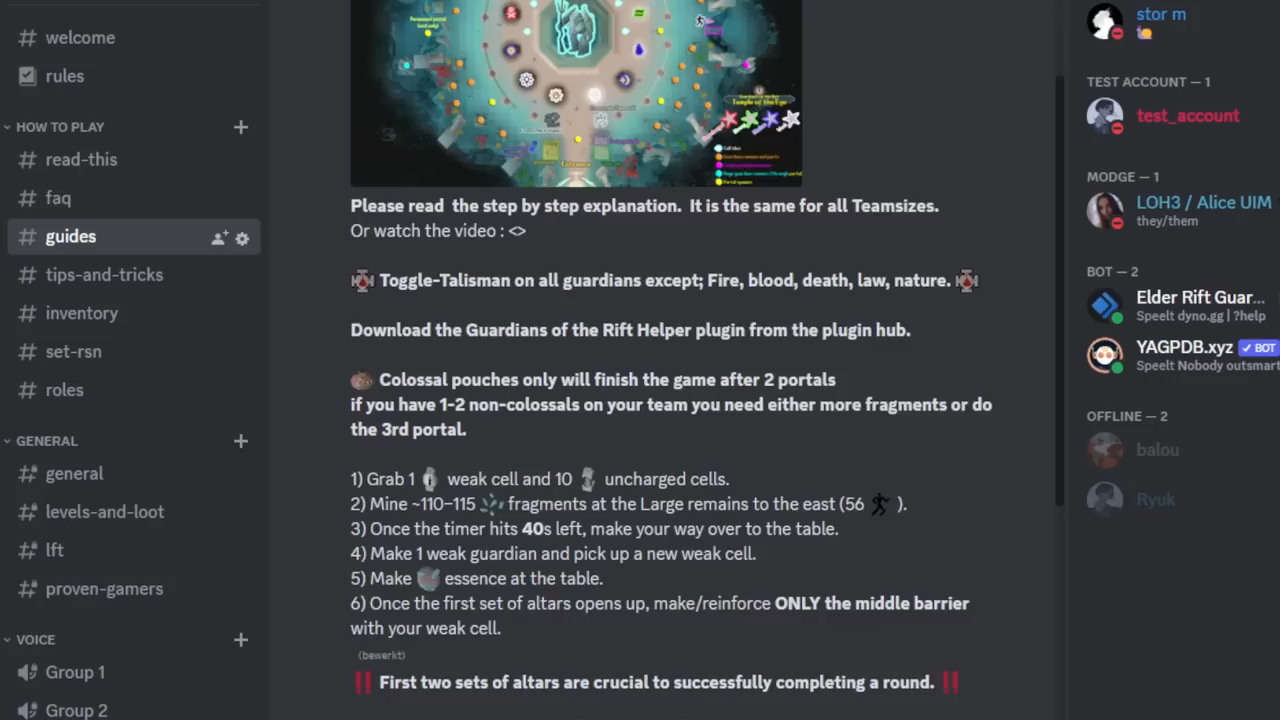 welcome
rules
HOW TO PLAY
read-this
faq
guides
tips-and-tricks
inventory
set-rsn
roles
GENERAL
general
levels-and-loot
lft
proven-gamers
VOICE
Group 1
Group 2
Temple of the Eye
Please read the step by step explanation. It is the same for all Teamsizes.
Or watch the video : <>
Toggle-Talisman on all guardians except; Fire, blood, death, law, nature.
Download the Guardians of the Rift Helper plugin from the plugin hub.
Colossal pouches only will finish the game after 2 portals
if you have 1-2 non-colossals on your team you need either more fragments or do
the 3rd portal.
1) Grab 1 weak cell and 10 uncharged cells.
2) Mine ~110–115 fragments at the Large remains to the east (56 ).
3) Once the timer hits 40s left, make your way over to the table.
4) Make 1 weak guardian and pick up a new weak cell.
5) Make essence at the table.
6) Once the first set of altars opens up, make/reinforce ONLY the middle barrier
with your weak cell.
(bewerkt)
‼ First two sets of altars are crucial to successfully completing a round. ‼
stor m
TEST ACCOUNT — 1
test_account
MODGE — 1
LOH3 / Alice UIM
they/them
BOT — 2
Elder Rift Guar...
Speelt dyno.gg | ?help
YAGPDB.xyz ✓ BOT
Speelt Nobody outsmart
OFFLINE — 2
balou
Ryuk